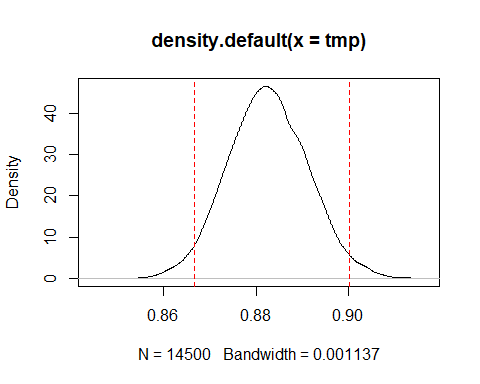 density.default(x = tmp)
Density
40
30
20
10
0
0.86 0.88 0.90
N = 14500 Bandwidth = 0.001137